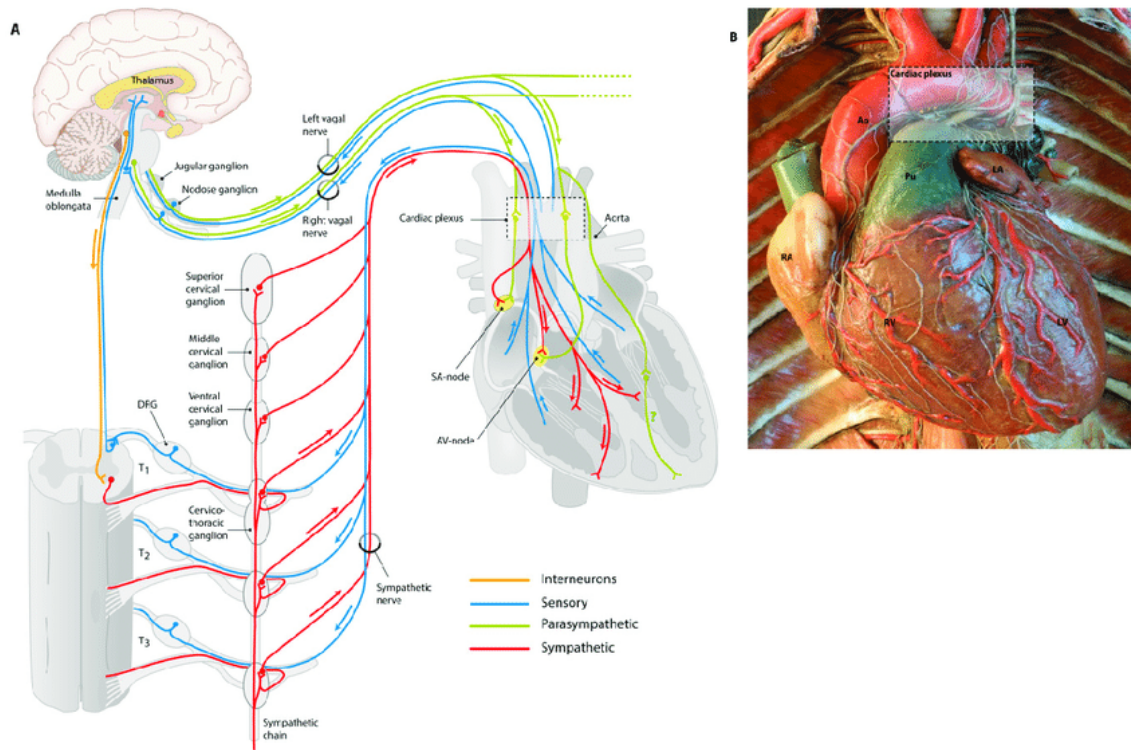 A
Thalamus
Left vagal
nerve
Jugular ganglion
Nodose ganglion
Medulla
oblongata
Right vagal
nerve
Cardiac plexus
Aorta
Superior
cervical
ganglion
Middle
cervical
ganglion
SA-node
Ventral
cervical
ganglion
DRG
AV-node
?
T1
Cervico-
thoracic
ganglion
T2
Sympathetic
nerve
T3
Sympathetic
chain
Interneurons
Sensory
Parasympathetic
Sympathetic
B
Cardiac plexus
Ao
Pu
LA
RA
RV
LV